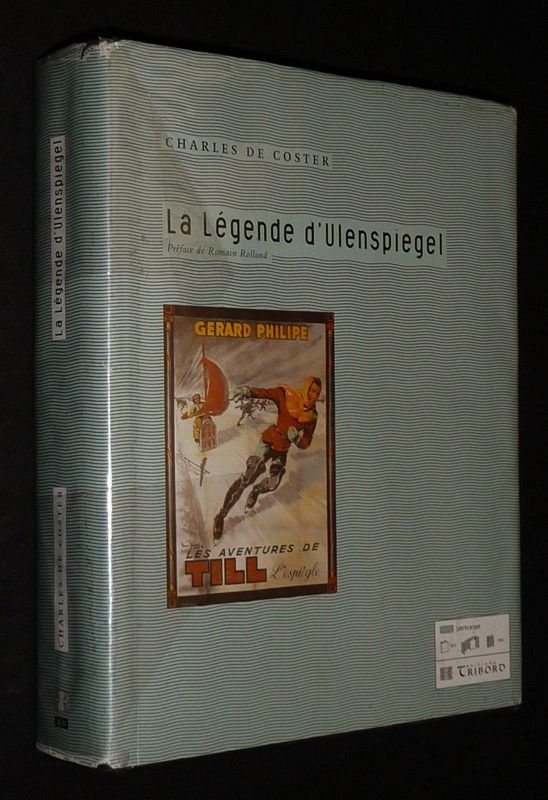 CHARLES DE COSTER
La Légende d'Ulenspiegel
Préface de Romain Rolland
GERARD PHILIPE
LES AVENTURES DE
TILL L'espiègle
TRIBORD
La Légende d'Ulenspiegel
CHARLES DE COSTER